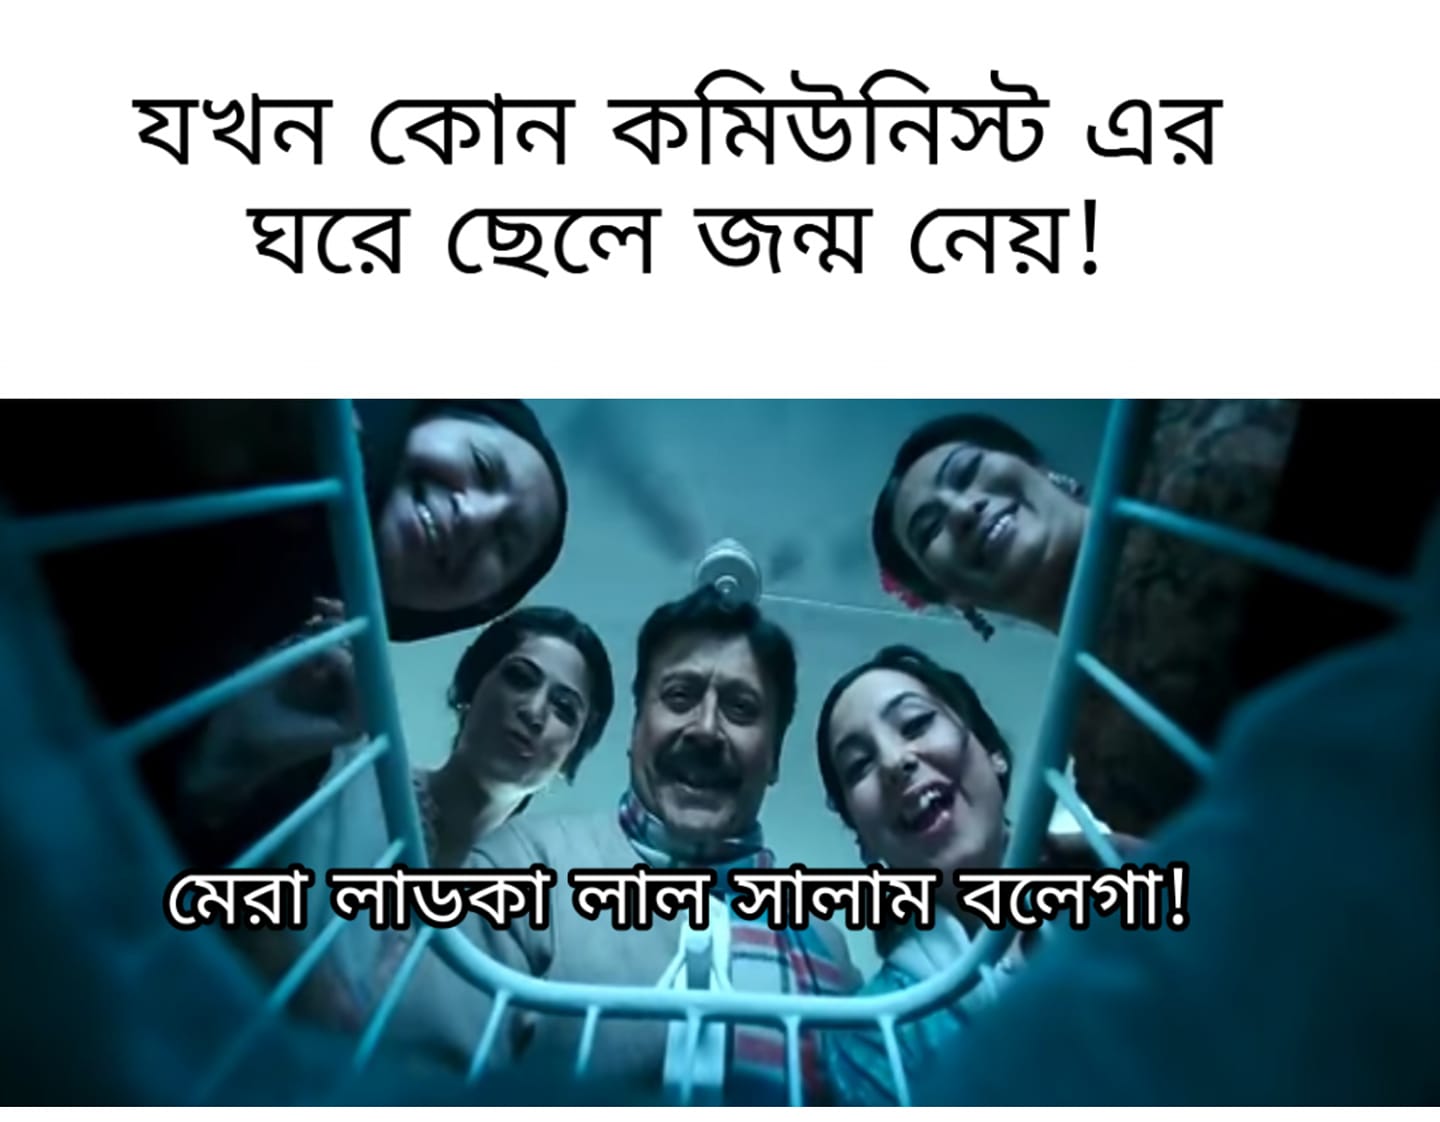 যখন কোন কমিউনিস্ট এর
ঘরে ছেলে জন্ম নেয়!
মেরা লাডকা লাল সালাম বলেগা!